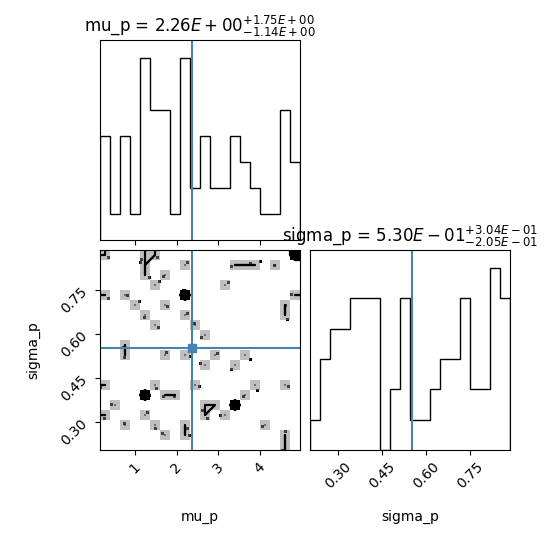 mu_p = 2.26E + 00+1.75E+00−1.14E+00
sigma_p = 5.30E − 01+3.04E−01−2.05E−01
sigma_p
0.75
0.60
0.45
0.30
1 2 3 4
0.30 0.45 0.60 0.75
mu_p
sigma_p